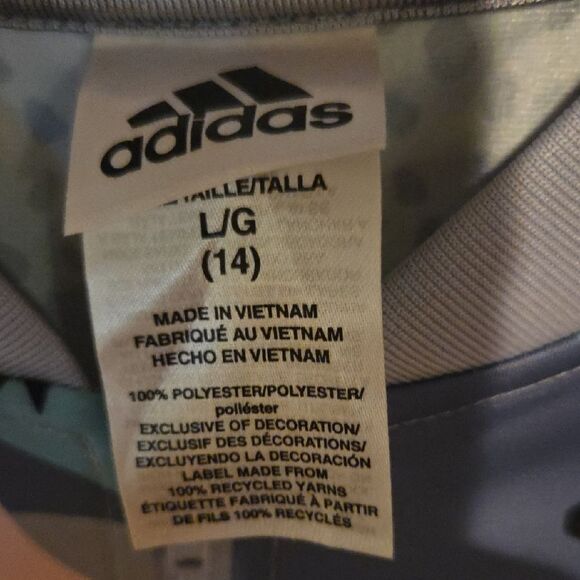 adidas
TAILLE/TALLA
L/G
(14)
MADE IN VIETNAM
FABRIQUÉ AU VIETNAM
HECHO EN VIETNAM
100% POLYESTER/POLYESTER/
poliéster
EXCLUSIVE OF DECORATION/
EXCLUSIF DES DÉCORATIONS/
EXCLUYENDO LA DECORACIÓN
LABEL MADE FROM
100% RECYCLED YARNS
ÉTIQUETTE FABRIQUÉ À PARTIR
DE FILS 100% RECYCLÉS